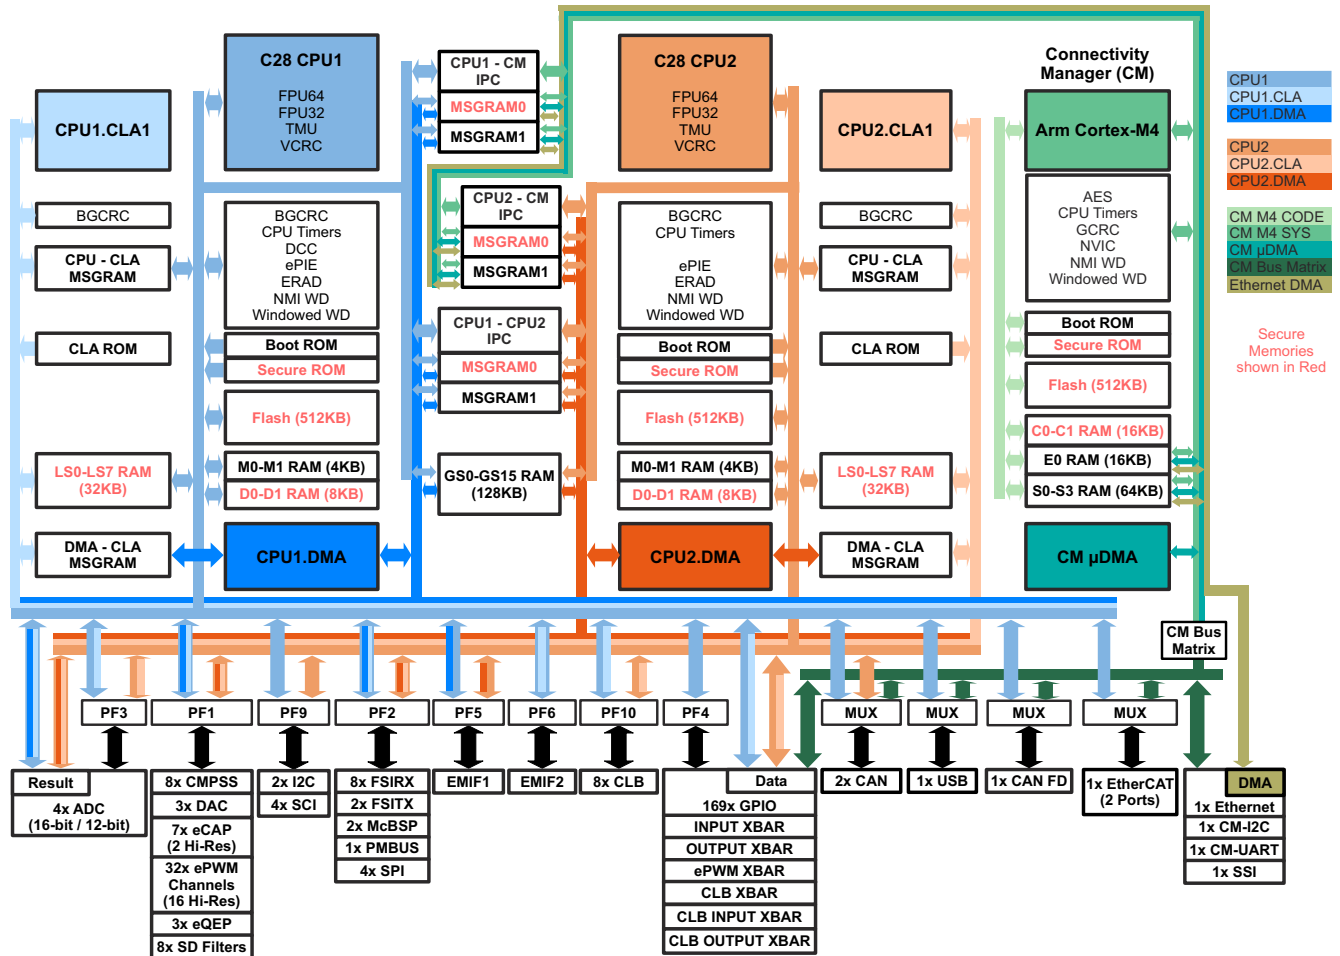 C28 CPU1
FPU64
FPU32
TMU
VCRC
CPU1 - CM
IPC
MSGRAM0
MSGRAM1
C28 CPU2
FPU64
FPU32
TMU
VCRC
Connectivity
Manager (CM)
CPU1.CLA1
CPU2.CLA1
Arm Cortex-M4
CPU1
CPU1.CLA
CPU1.DMA
CPU2
CPU2.CLA
CPU2.DMA
CM M4 CODE
CM M4 SYS
CM µDMA
CM Bus Matrix
Ethernet DMA
Secure
Memories
shown in Red
BGCRC
CPU - CLA
MSGRAM
CLA ROM
LS0-LS7 RAM
(32KB)
DMA - CLA
MSGRAM
BGCRC
CPU Timers
DCC
ePIE
ERAD
NMI WD
Windowed WD
Boot ROM
Secure ROM
Flash (512KB)
M0-M1 RAM (4KB)
D0-D1 RAM (8KB)
CPU1.DMA
CPU2 - CM
IPC
MSGRAM0
MSGRAM1
CPU1 - CPU2
IPC
MSGRAM0
MSGRAM1
GS0-GS15 RAM
(128KB)
BGCRC
CPU Timers
ePIE
ERAD
NMI WD
Windowed WD
Boot ROM
Secure ROM
Flash (512KB)
M0-M1 RAM (4KB)
D0-D1 RAM (8KB)
CPU2.DMA
BGCRC
CPU - CLA
MSGRAM
CLA ROM
LS0-LS7 RAM
(32KB)
DMA - CLA
MSGRAM
AES
CPU Timers
GCRC
NVIC
NMI WD
Windowed WD
Boot ROM
Secure ROM
Flash (512KB)
C0-C1 RAM (16KB)
E0 RAM (16KB)
S0-S3 RAM (64KB)
CM µDMA
CM Bus
Matrix
PF3
PF1
PF9
PF2
PF5
PF6
PF10
PF4
MUX
MUX
MUX
MUX
Result
4x ADC
(16-bit / 12-bit)
8x CMPSS
3x DAC
7x eCAP
(2 Hi-Res)
32x ePWM
Channels
(16 Hi-Res)
3x eQEP
8x SD Filters
2x I2C
4x SCI
8x FSIRX
2x FSITX
2x McBSP
1x PMBUS
4x SPI
EMIF1
EMIF2
8x CLB
Data
169x GPIO
INPUT XBAR
OUTPUT XBAR
ePWM XBAR
CLB XBAR
CLB INPUT XBAR
CLB OUTPUT XBAR
2x CAN
1x USB
1x CAN FD
1x EtherCAT
(2 Ports)
DMA
1x Ethernet
1x CM-I2C
1x CM-UART
1x SSI